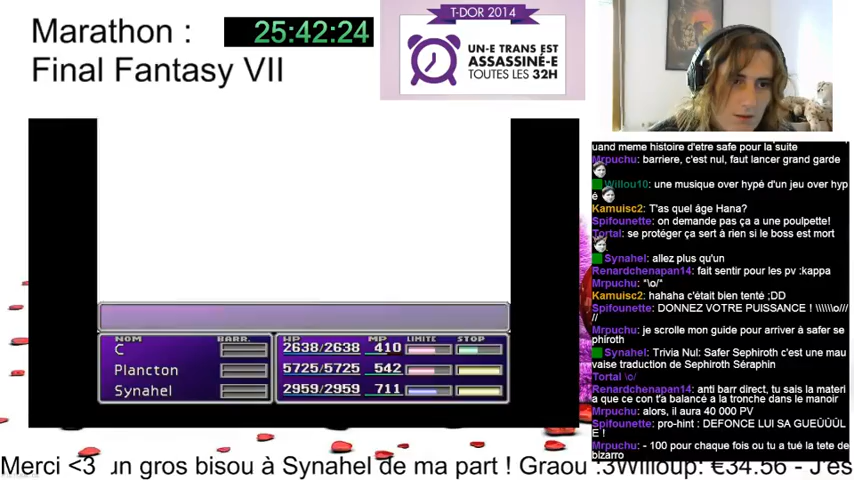 Marathon :
Final Fantasy VII
25:42:24
T-DOR 2014
UN·E TRANS EST
ASSASSINÉ·E
TOUTES LES 32H
uand meme histoire d'etre safe pour la suite
Mrpuchu: barriere, c'est nul, faut lancer grand garde
Willou10: une musique over hypé d'un jeu over hyp
é
Kamuisc2: T'as quel âge Hana?
Spifounette: on demande pas ça a une poulpette!
Tortal: se protéger ça sert à rien si le boss est mort
Synahel: allez plus qu'un
Renardchenapan14: fait sentir pour les pv :kappa
Mrpuchu: *\o/*
Kamuisc2: hahaha c'était bien tenté ;DD
Spifounette: DONNEZ VOTRE PUISSANCE ! \\\\\\o///
//
Mrpuchu: je scrolle mon guide pour arriver à safer se
phiroth
Synahel: Trivia Nul: Safer Sephiroth c'est une mau
vaise traduction de Sephiroth Séraphin
Tortal \o/
Renardchenapan14: anti barr direct, tu sais la materi
a que ce con t'a balancé à la tronche dans le manoir
Mrpuchu: alors, il aura 40 000 PV
Spifounette: pro-hint : DEFONCE LUI SA GUEÛÛÛL
E !
Mrpuchu: - 100 pour chaque fois ou tu a tué la tete de
bizarro
NOM BARR. HP MP LIMITE STOP
C 2638/2638 410
Plancton 5725/5725 542
Synahel 2959/2959 711
Merci <3 un gros bisou à Synahel de ma part ! Graou :3Willoup: €34.56 - J'es